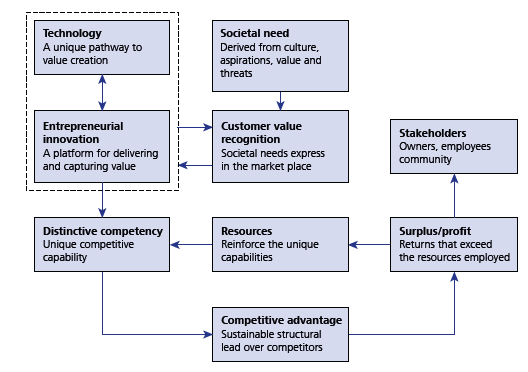 Technology
A unique pathway to
value creation
Societal need
Derived from culture,
aspirations, value and
threats
Entrepreneurial
innovation
A platform for delivering
and capturing value
Customer value
recognition
Societal needs express
in the market place
Stakeholders
Owners, employees
community
Distinctive competency
Unique competitive
capability
Resources
Reinforce the unique
capabilities
Surplus/profit
Returns that exceed
the resources employed
Competitive advantage
Sustainable structural
lead over competitors